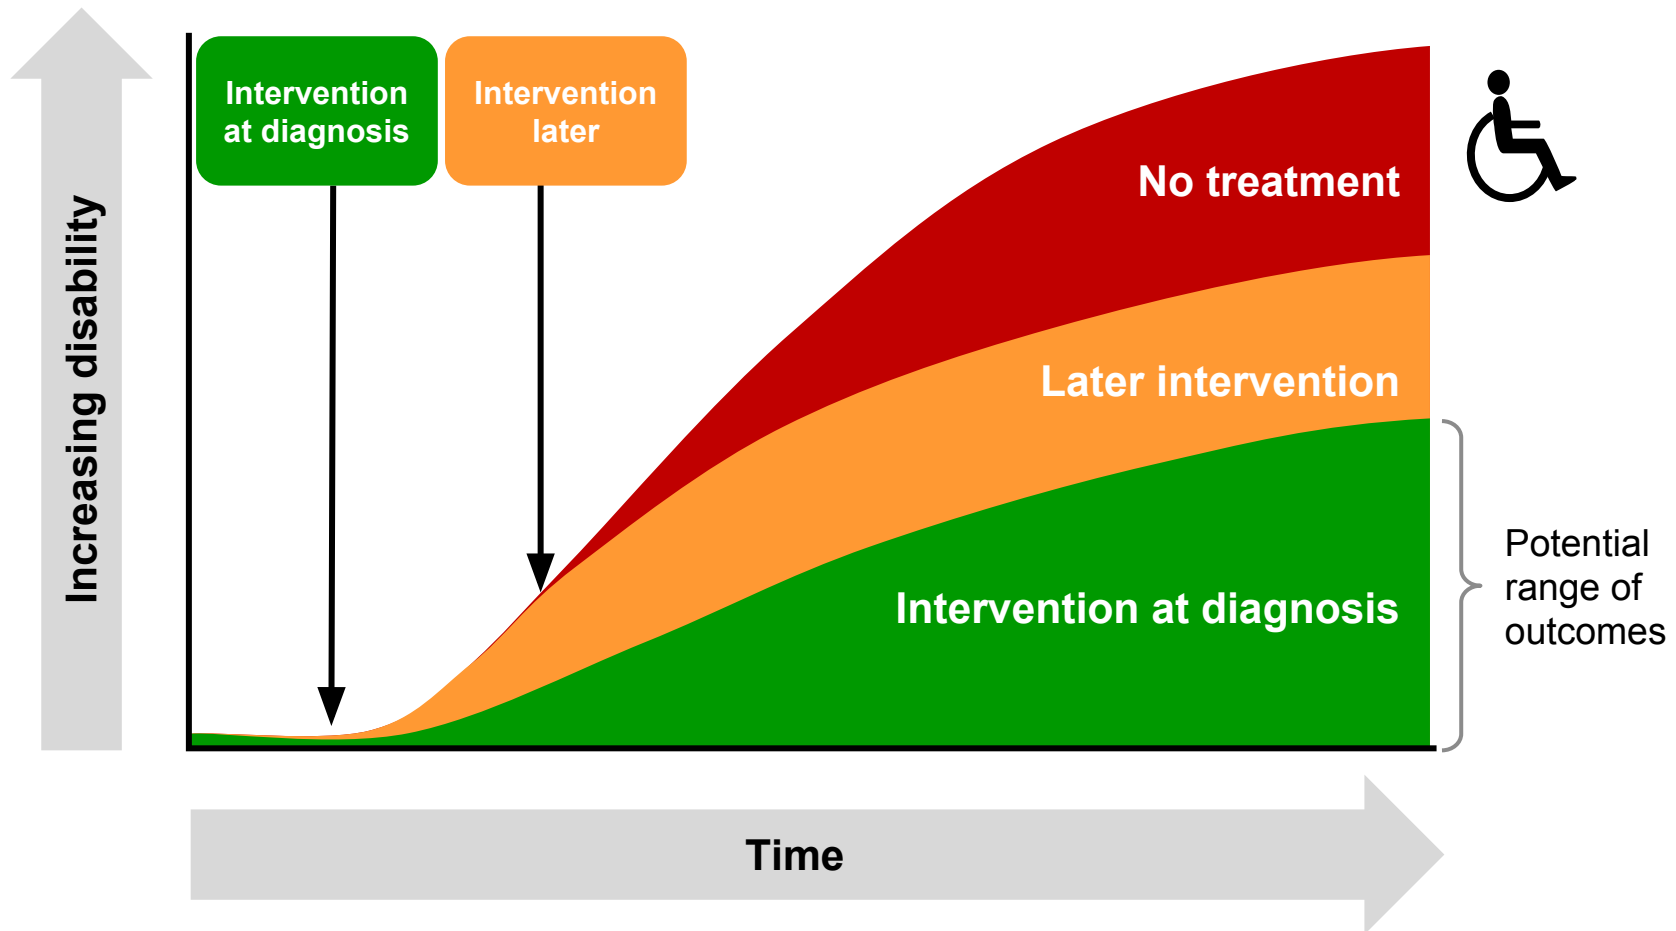 Increasing disability
Intervention
at diagnosis
Intervention
later
No treatment
Later intervention
Intervention at diagnosis
Potential
range of
outcomes
Time